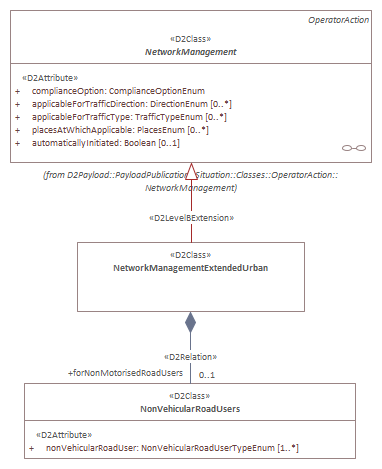 OperatorAction
«D2Class»
NetworkManagement
«D2Attribute»
+ complianceOption: ComplianceOptionEnum
+ applicableForTrafficDirection: DirectionEnum [0..*]
+ applicableForTrafficType: TrafficTypeEnum [0..*]
+ placesAtWhichApplicable: PlacesEnum [0..*]
+ automaticallyInitiated: Boolean [0..1]
(from D2Payload::PayloadPublication::Situation::Classes::OperatorAction::
NetworkManagement)
«D2LevelBExtension»
«D2Class»
NetworkManagementExtendedUrban
«D2Relation»
+forNonMotorisedRoadUsers 0..1
«D2Class»
NonVehicularRoadUsers
«D2Attribute»
+ nonVehicularRoadUser: NonVehicularRoadUserTypeEnum [1..*]